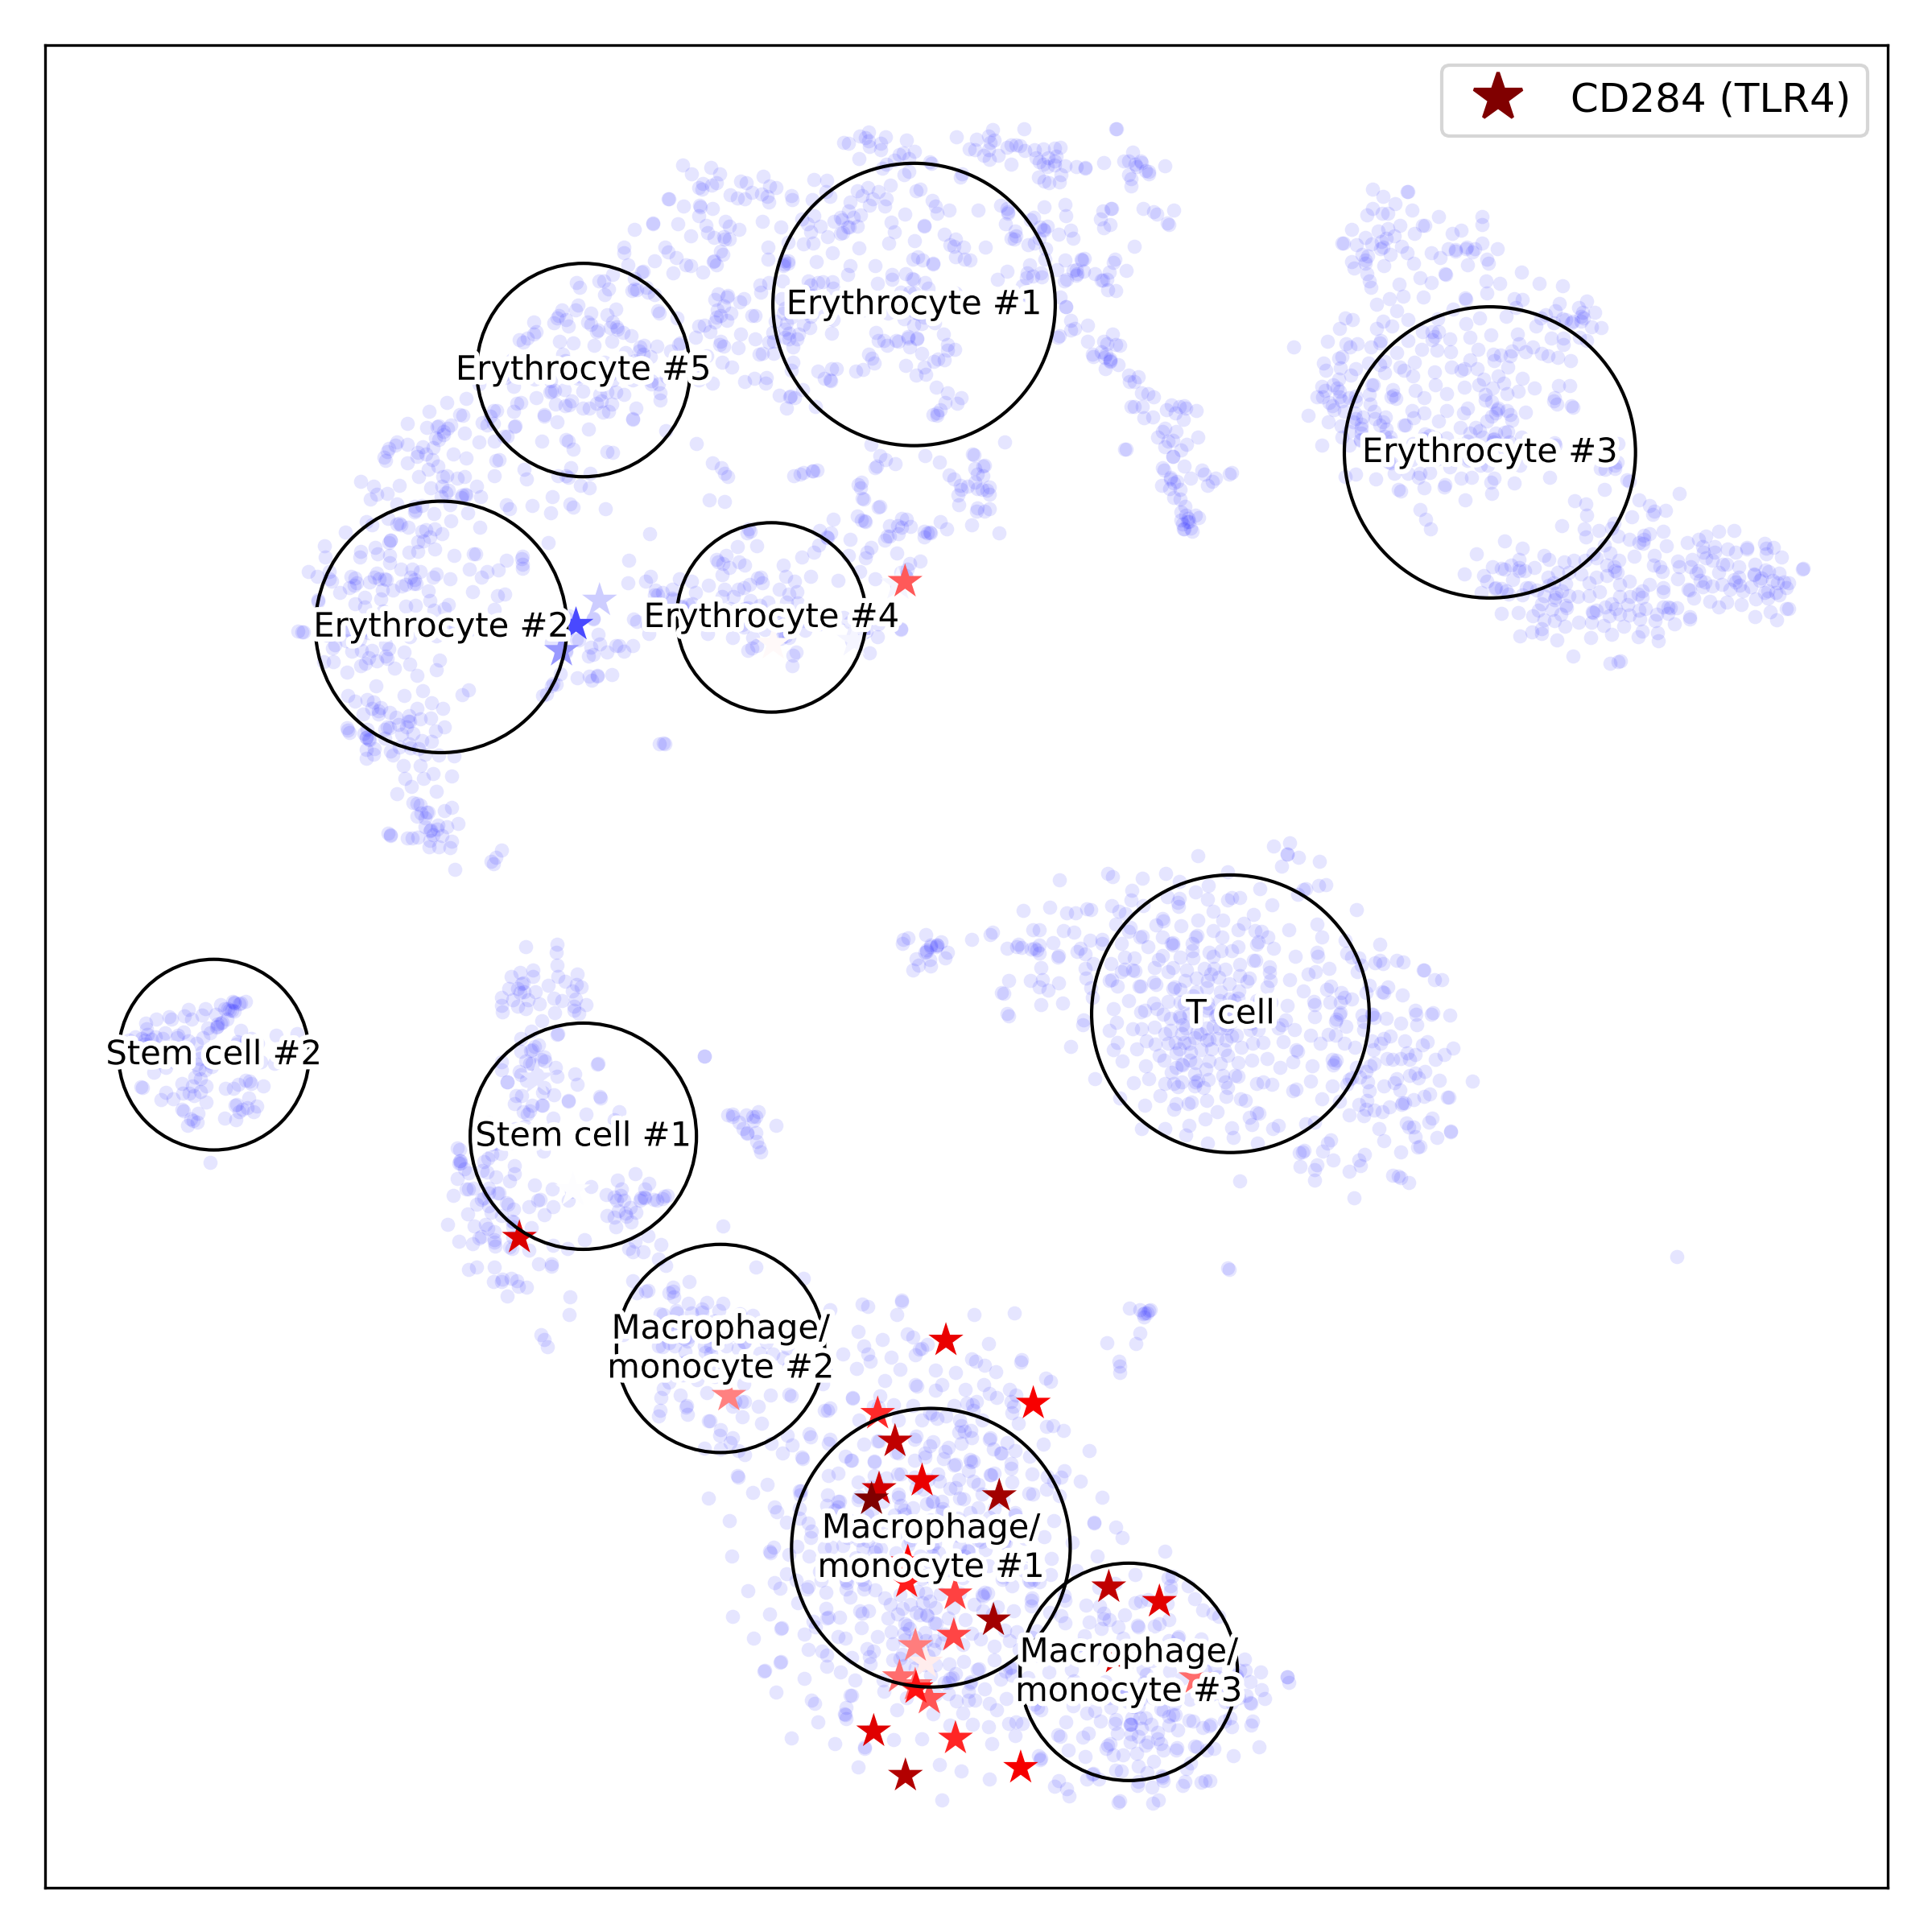 CD284 (TLR4)
Erythrocyte #1
Erythrocyte #5
Erythrocyte #3
Erythrocyte #4
Erythrocyte #2
T cell
Stem cell #2
Stem cell #1
Macrophage/
monocyte #2
Macrophage/
monocyte #1
Macrophage/
monocyte #3